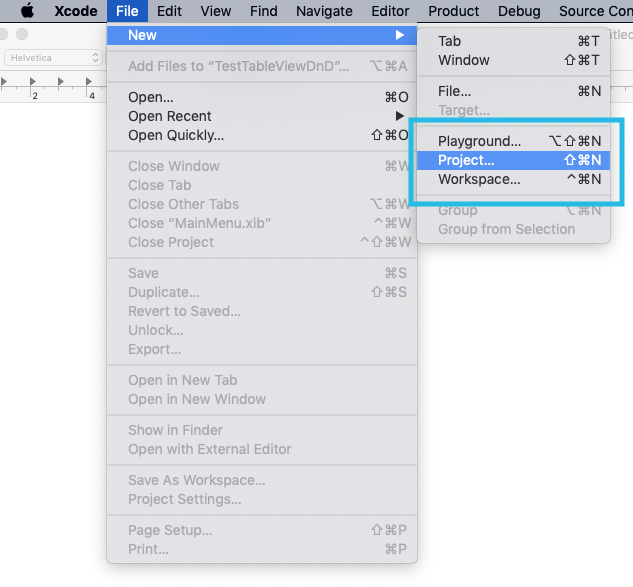 Xcode File Edit View Find Navigate Editor Product Debug Source Con
Helvetica
2 4
New
Add Files to “TestTableViewDnD”... ⌥⌘A
Open... ⌘O
Open Recent
Open Quickly... ⇧⌘O
Close Window ⌘W
Close Tab
Close Other Tabs ⌥⌘W
Close “MainMenu.xib” ^⌘W
Close Project ^⇧⌘W
Save ⌘S
Duplicate... ⇧⌘S
Revert to Saved...
Unlock...
Export...
Open in New Tab
Open in New Window
Show in Finder
Open with External Editor
Save As Workspace...
Project Settings...
Page Setup... ⇧⌘P
Print... ⌘P
Tab ⌘T
Window ⇧⌘T
File... ⌘N
Target...
Playground... ⌥⇧⌘N
Project... ⇧⌘N
Workspace... ^⌘N
Group ⌥⌘N
Group from Selection